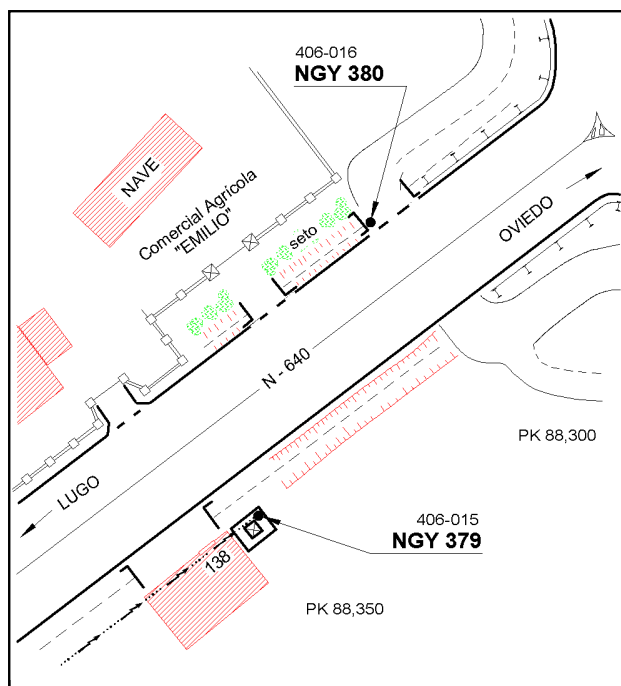 406-016
NGY 380
NAVE
Comercial Agrícola
"EMILIO"
seto
OVIEDO
N - 640
LUGO
PK 88,300
406-015
NGY 379
138
PK 88,350